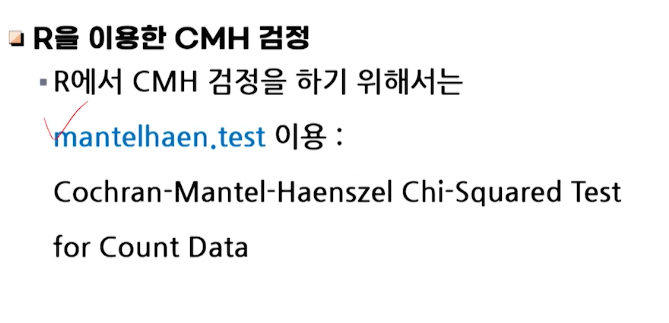 R을 이용한 CMH 검정
R에서 CMH 검정을 하기 위해서는
mantelhaen.test 이용 :
Cochran-Mantel-Haenszel Chi-Squared Test
for Count Data